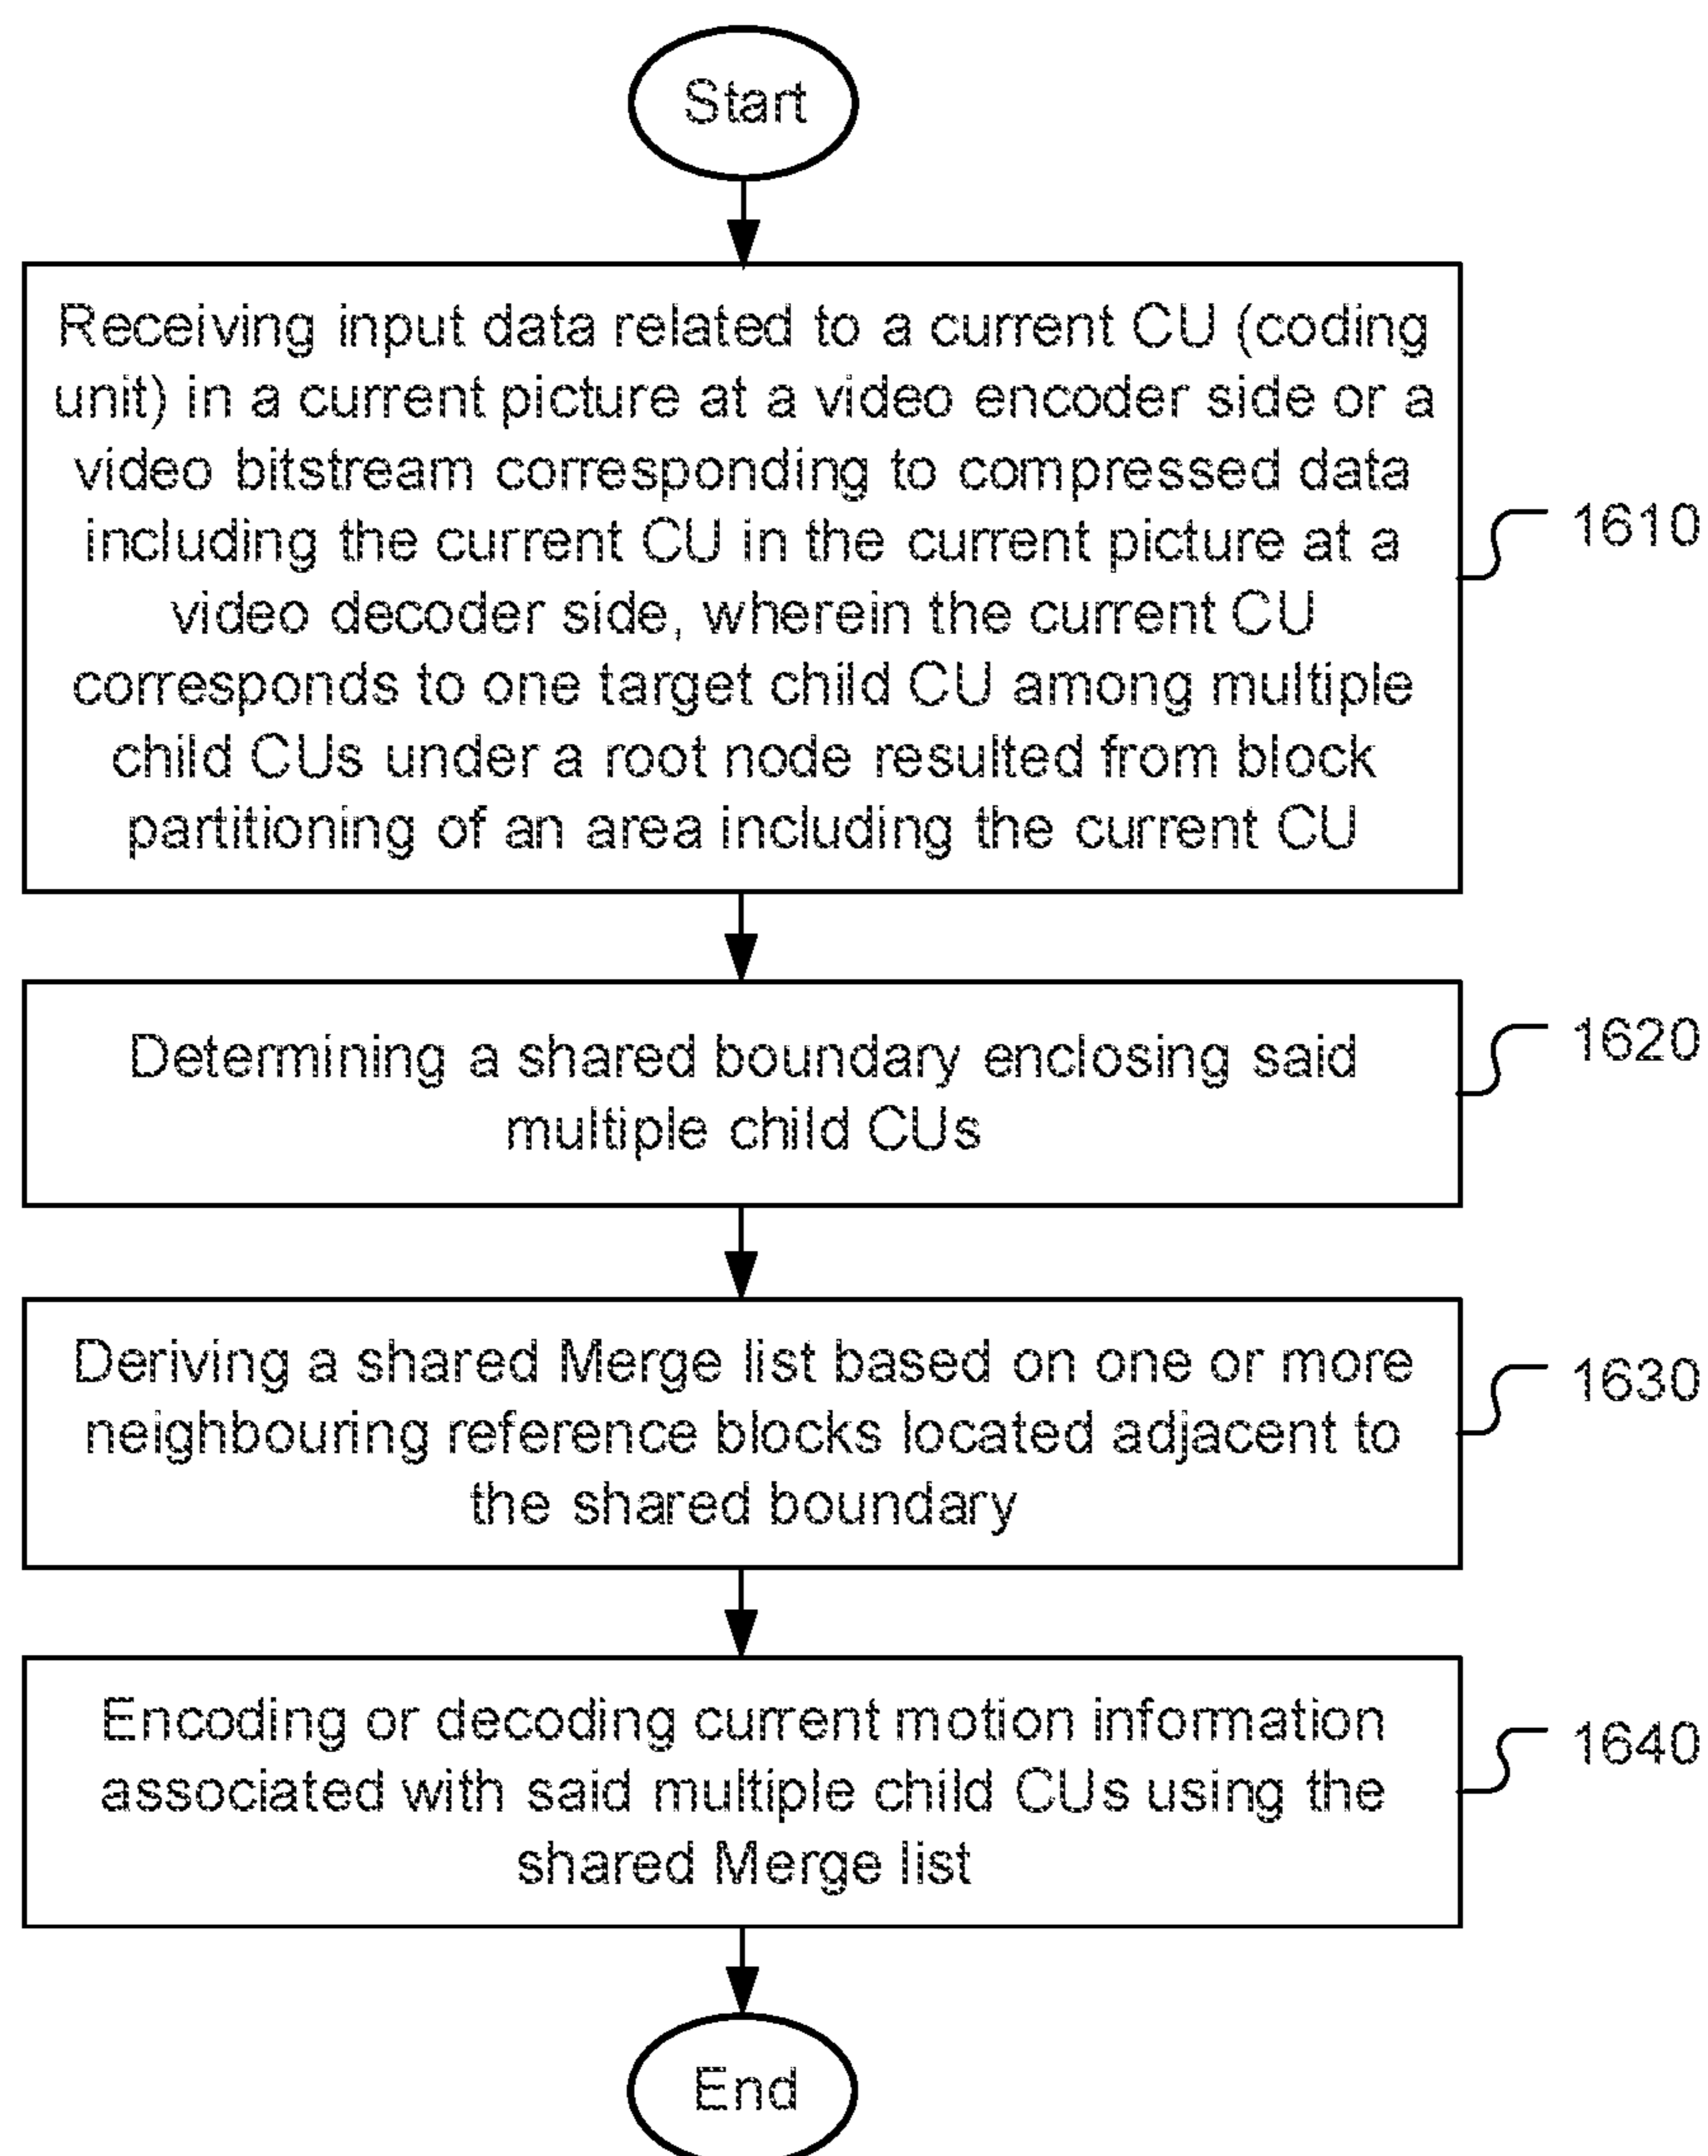 Start
Receiving input data related to a current CU (coding
unit) in a current picture at a video encoder side or a
video bitstream corresponding to compressed data
including the current CU in the current picture at a
video decoder side, wherein the current CU
corresponds to one target child CU among multiple
child CUs under a root node resulted from block
partitioning of an area including the current CU
1610
Determining a shared boundary enclosing said
multiple child CUs
1620
Deriving a shared Merge list based on one or more
neighbouring reference blocks located adjacent to
the shared boundary
1630
Encoding or decoding current motion information
associated with said multiple child CUs using the
shared Merge list
1640
End